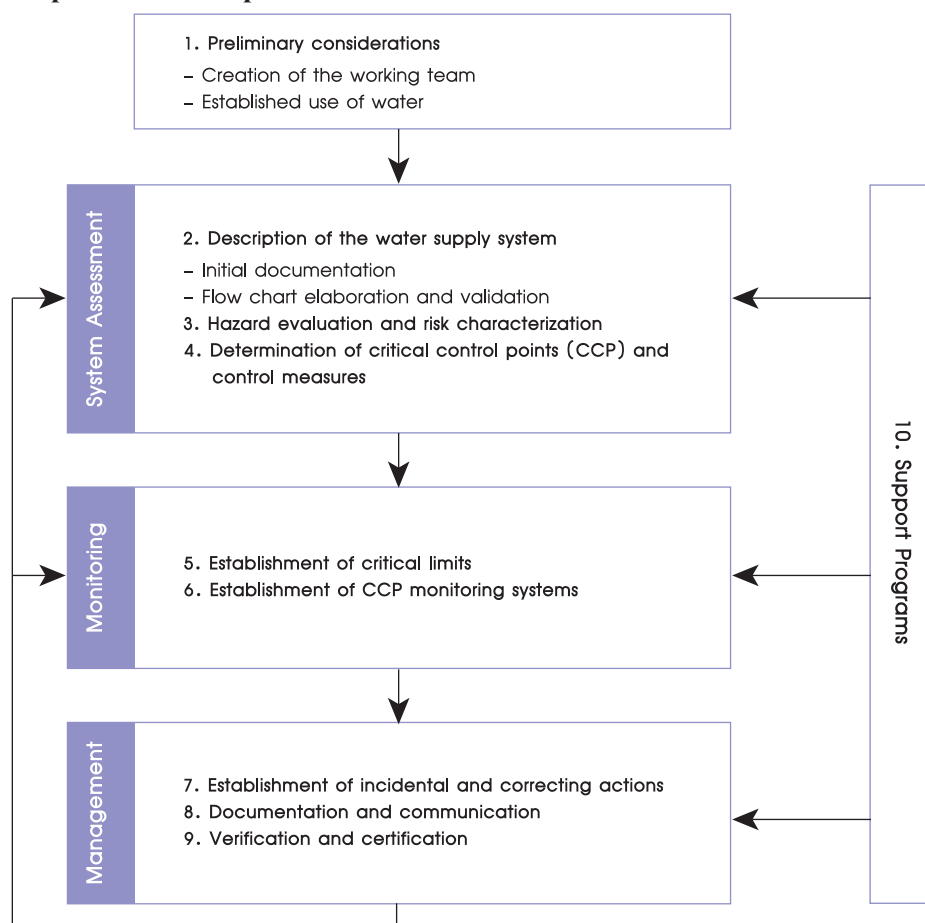 1. Preliminary considerations
– Creation of the working team
– Established use of water
System Assessment
2. Description of the water supply system
– Initial documentation
– Flow chart elaboration and validation
3. Hazard evaluation and risk characterization
4. Determination of critical control points (CCP) and
control measures
Monitoring
5. Establishment of critical limits
6. Establishment of CCP monitoring systems
Management
7. Establishment of incidental and correcting actions
8. Documentation and communication
9. Verification and certification
10. Support Programs